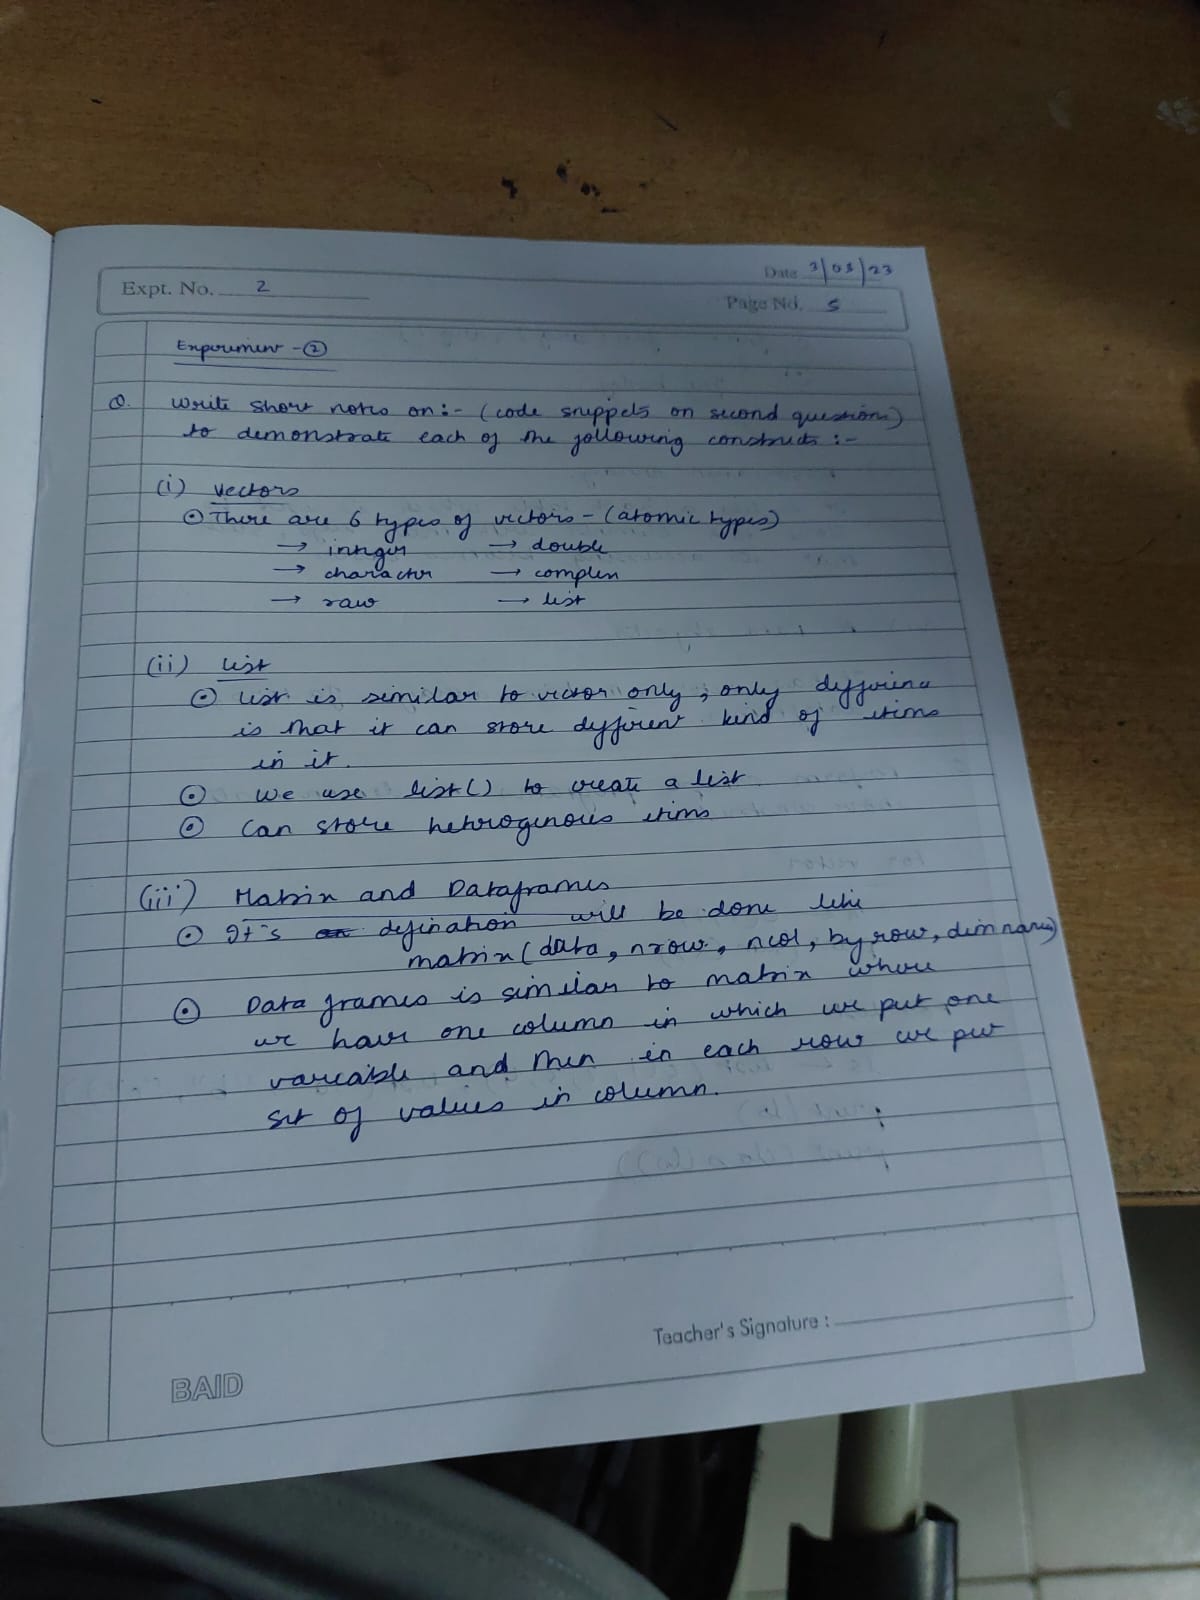 Date 3/03/23
Expt. No. 2
Page No. 5
Experiment - ②
Q. Write short notes on :- (code snippets on second questions)
to demonstrate each of the following constructs :-
(i) Vectors
⊙ There are 6 types of vectors - (atomic types)
→ integer → double
→ character → complex
→ raw → list
(ii) List
⊙ List is similar to vector only, only differenc
is that it can store different kind of items
in it.
⊙ We use list() to create a list
⊙ Can store hetrogenous items
(iii) Matrix and Dataframes
⊙ It's defination will be done like
matrix (data, nrow, ncol, byrow, dimnames)
⊙ Data frames is similar to matrix where
we have one column in which we put one
variable and then in each row we put
set of values in column.
Teacher's Signature :
BAID